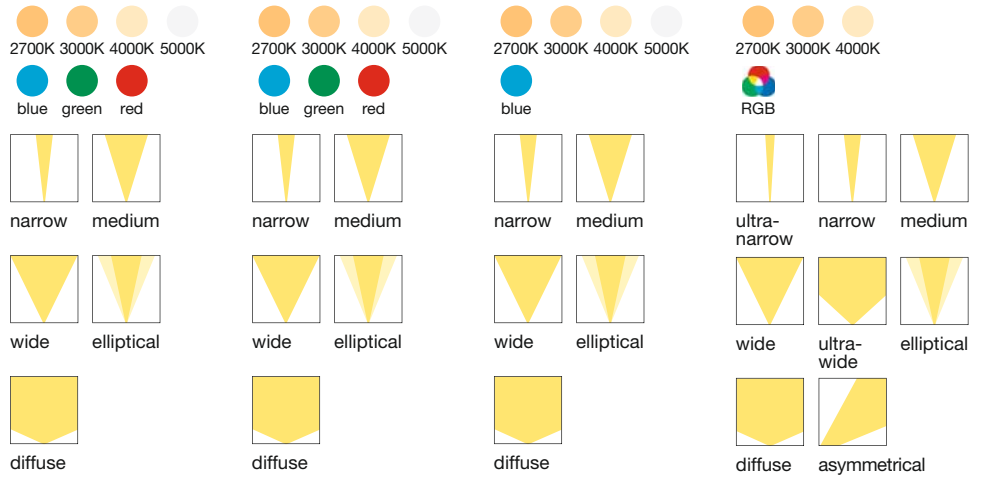 2700K 3000K 4000K 5000K
blue green red
narrow medium
wide elliptical
diffuse
2700K 3000K 4000K 5000K
blue green red
narrow medium
wide elliptical
diffuse
2700K 3000K 4000K 5000K
blue
narrow medium
wide elliptical
diffuse
2700K 3000K 4000K
RGB
ultra- narrow medium
narrow
wide ultra- elliptical
wide
diffuse asymmetrical